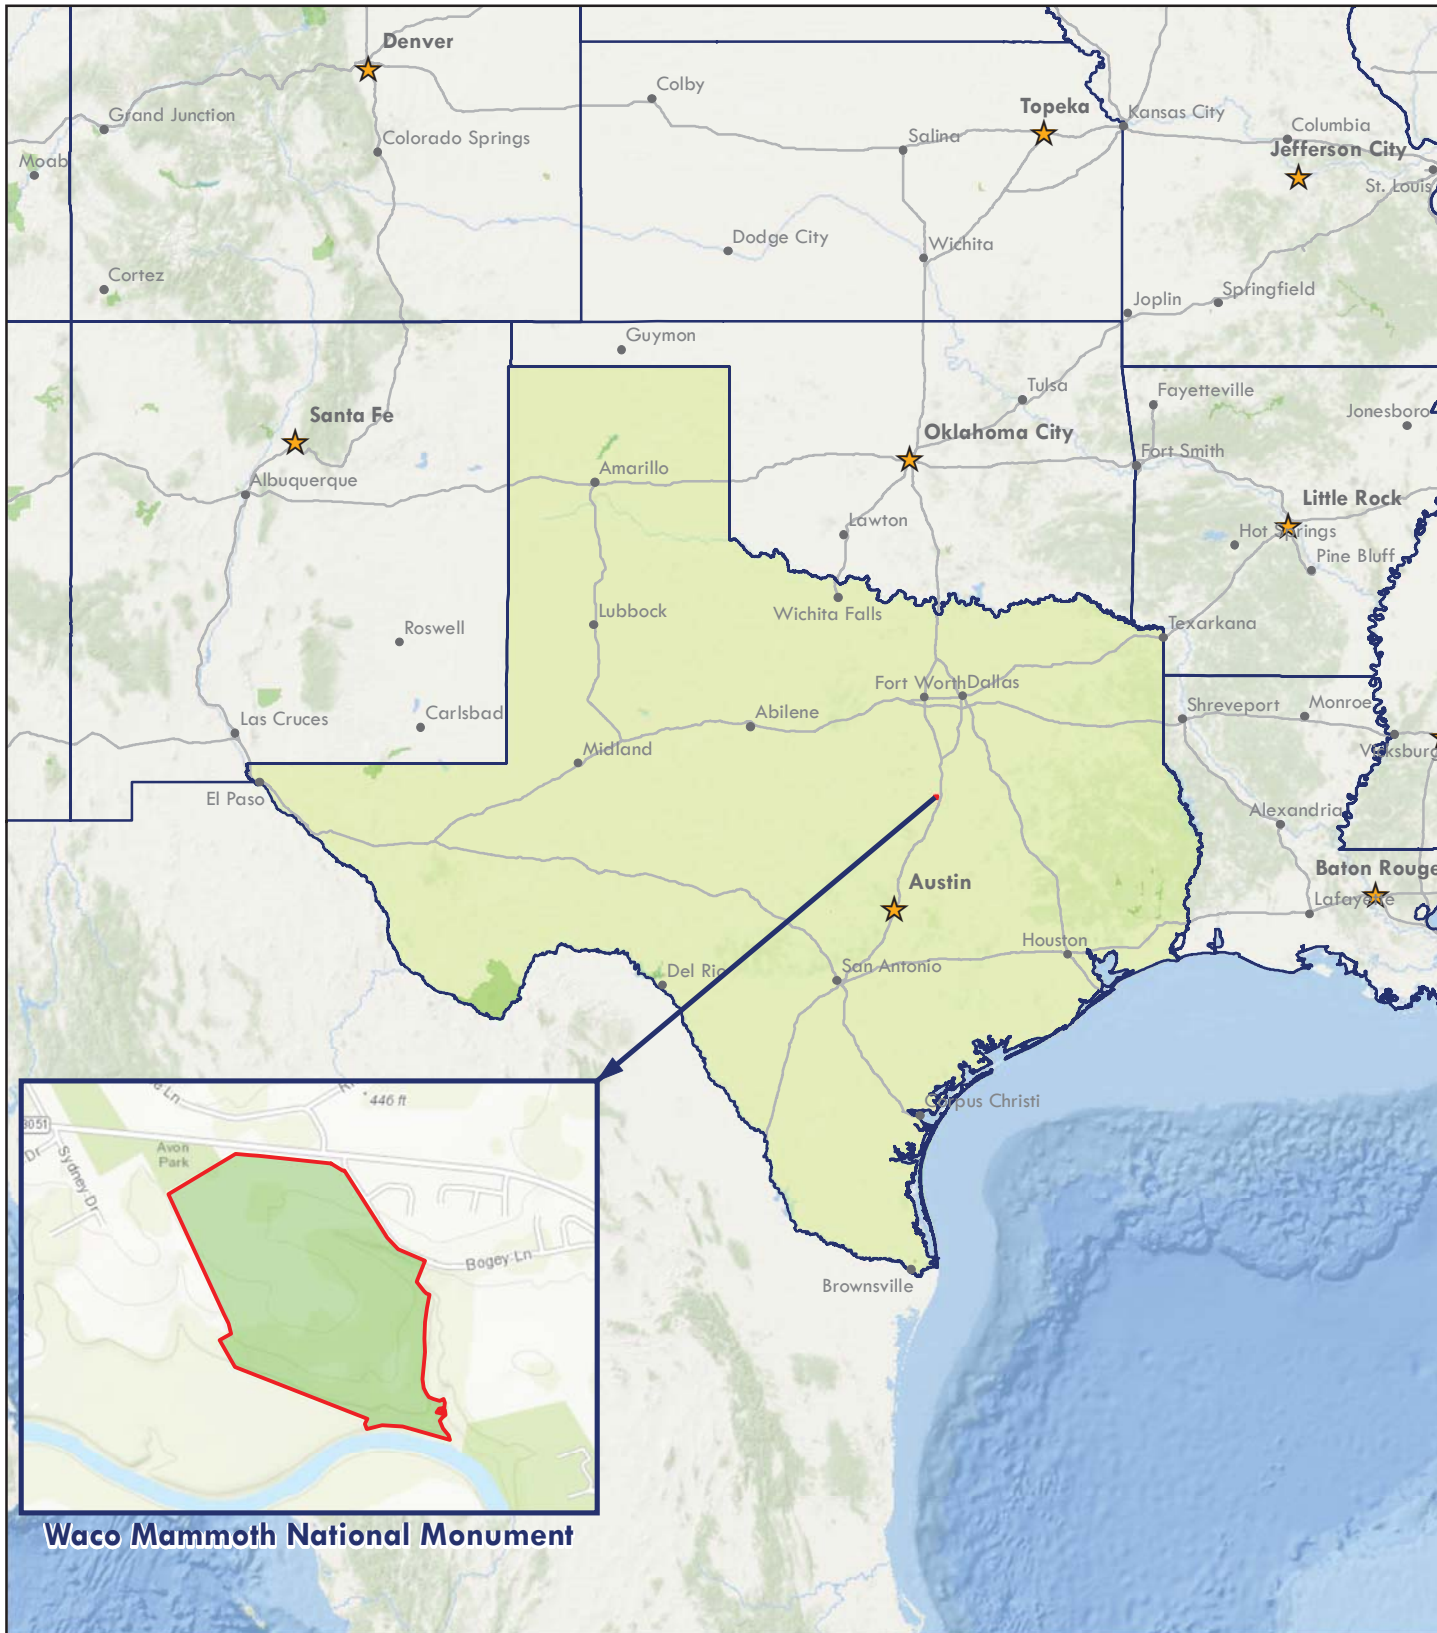 Denver
Colby
Grand Junction
Topeka
Kansas City
Columbia
Colorado Springs
Salina
Jefferson City
Moab
St. Louis
Dodge City
Wichita
Cortez
Joplin
Springfield
Guymon
Tulsa
Fayetteville
Jonesboro
Santa Fe
Oklahoma City
Fort Smith
Amarillo
Albuquerque
Little Rock
Lawton
Hot Springs
Pine Bluff
Lubbock
Wichita Falls
Texarkana
Roswell
Fort Worth
Dallas
Las Cruces
Carlsbad
Abilene
Shreveport
Monroe
Midland
Vicksburg
El Paso
Alexandria
Austin
Baton Rouge
Lafayette
Houston
Del Rio
San Antonio
Corpus Christi
446 ft
3051
Dr
Sydney Dr
Avon
Park
Bogey Ln
Brownsville
Waco Mammoth National Monument